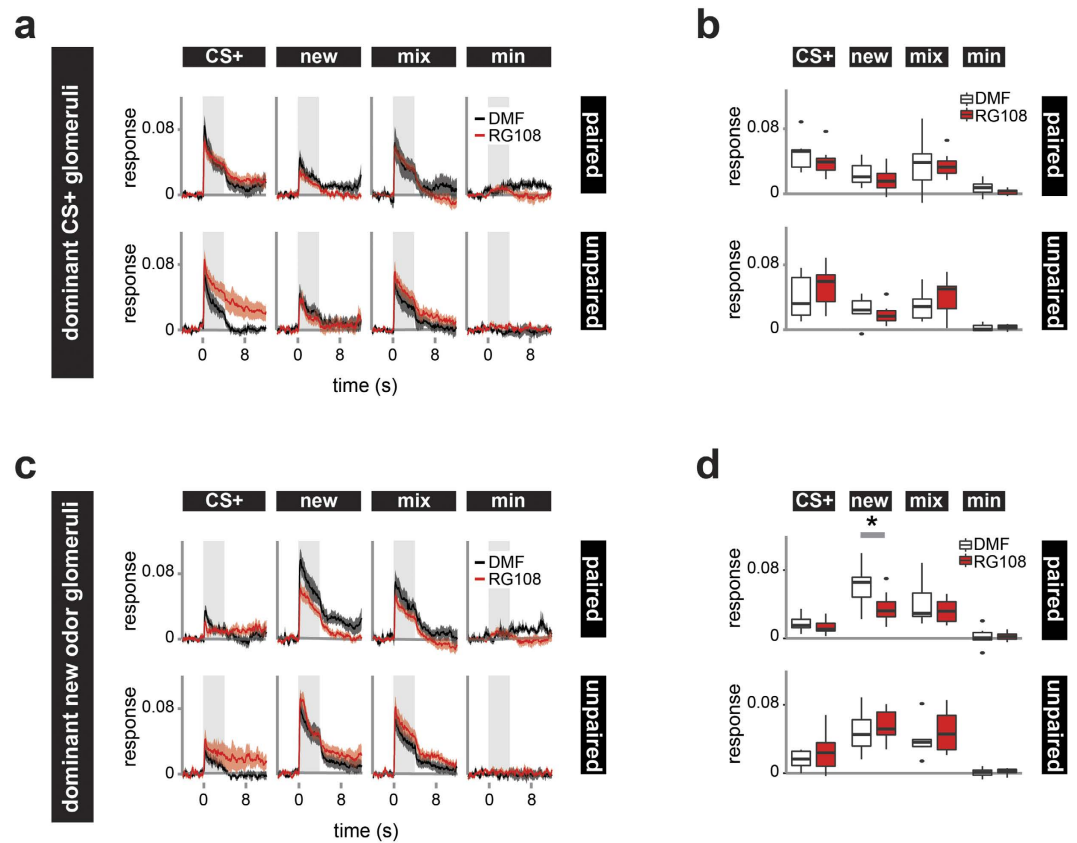 a
b
dominant CS+ glomeruli
CS+ new mix min
response
0.08
0
DMF
RG108
paired
response
0.08
0
unpaired
0 8 0 8 0 8 0 8
time (s)
CS+ new mix min
response
0.08
0
DMF
RG108
paired
response
0.08
0
unpaired
c
d
dominant new odor glomeruli
CS+ new mix min
response
0.08
0
DMF
RG108
paired
response
0.08
0
unpaired
0 8 0 8 0 8 0 8
time (s)
CS+ new mix min
*
response
0.08
0
DMF
RG108
paired
response
0.08
0
unpaired